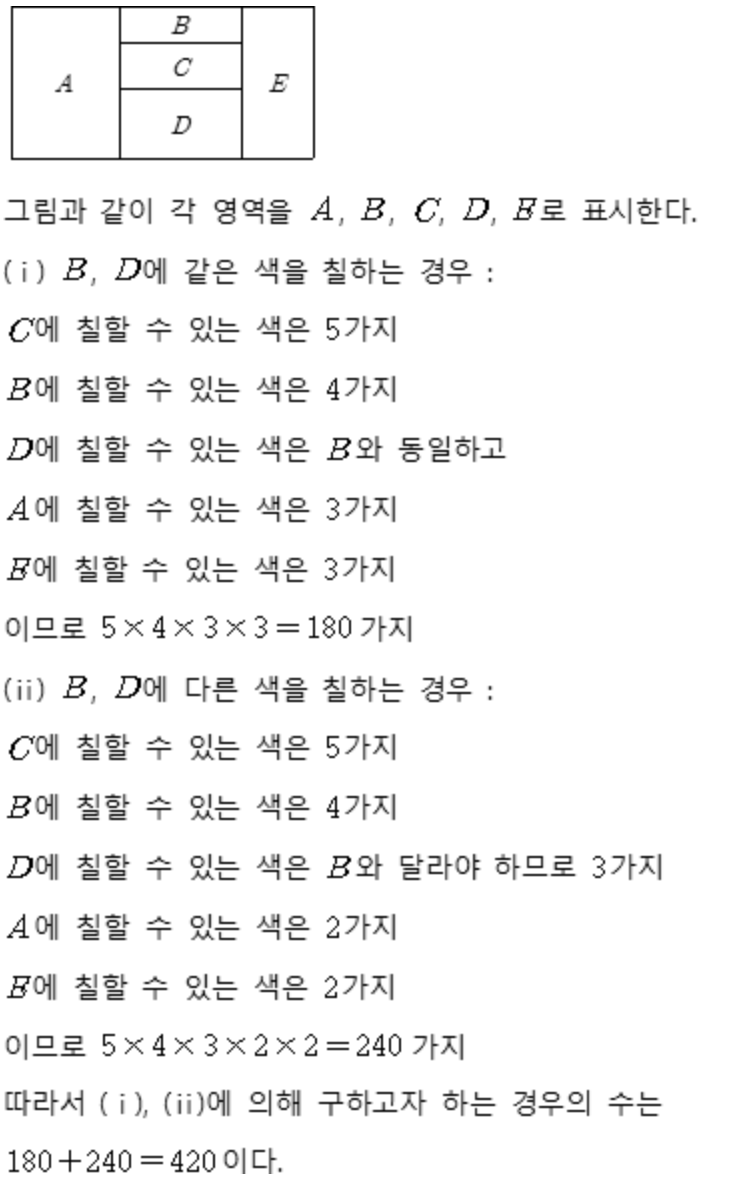 A
B
C
D
E
그림과 같이 각 영역을 A, B, C, D, E로 표시한다.
(ⅰ) B, D에 같은 색을 칠하는 경우 :
C에 칠할 수 있는 색은 5가지
B에 칠할 수 있는 색은 4가지
D에 칠할 수 있는 색은 B와 동일하고
A에 칠할 수 있는 색은 3가지
E에 칠할 수 있는 색은 3가지
이므로 5×4×3×3=180 가지
(ⅱ) B, D에 다른 색을 칠하는 경우 :
C에 칠할 수 있는 색은 5가지
B에 칠할 수 있는 색은 4가지
D에 칠할 수 있는 색은 B와 달라야 하므로 3가지
A에 칠할 수 있는 색은 2가지
E에 칠할 수 있는 색은 2가지
이므로 5×4×3×2×2=240 가지
따라서 (ⅰ), (ⅱ)에 의해 구하고자 하는 경우의 수는
180+240=420이다.